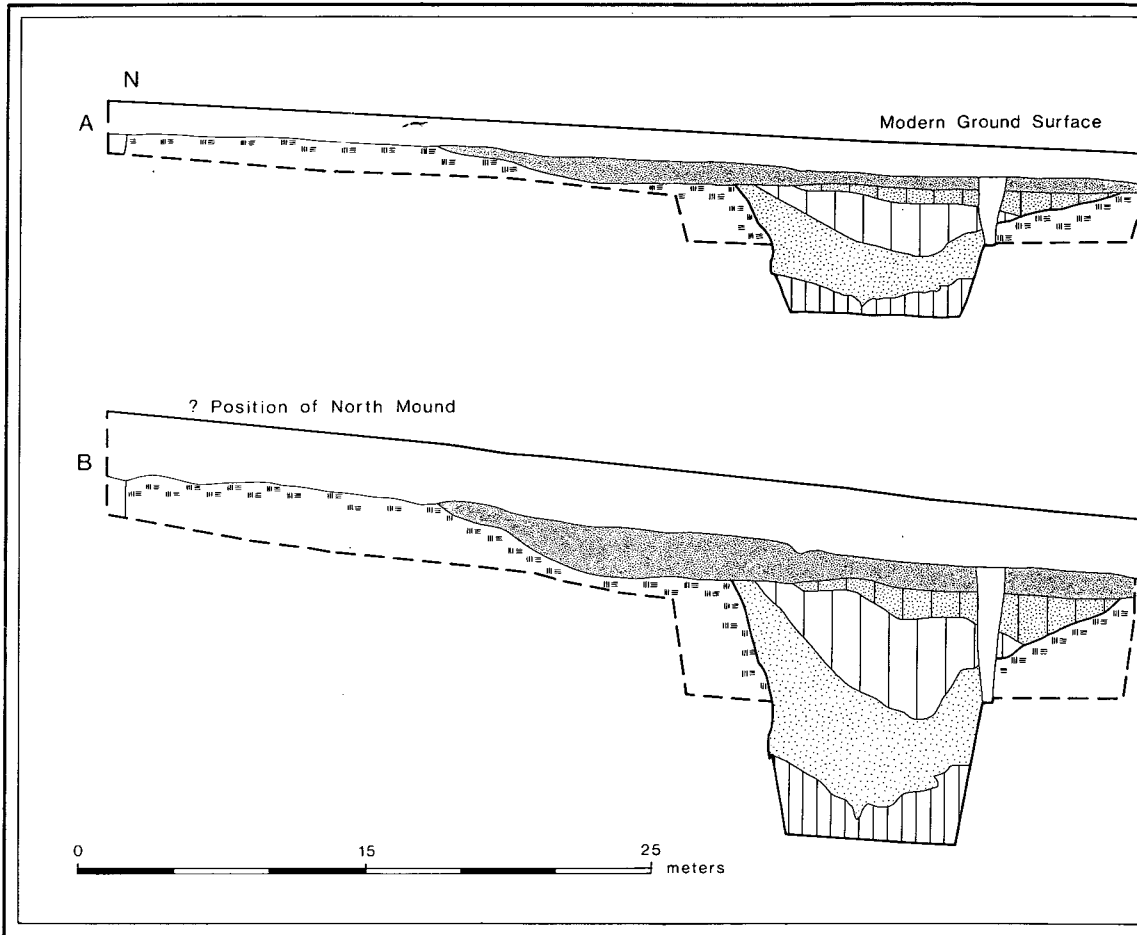 N
A
Modern Ground Surface
? Position of North Mound
B
0 15 25
meters